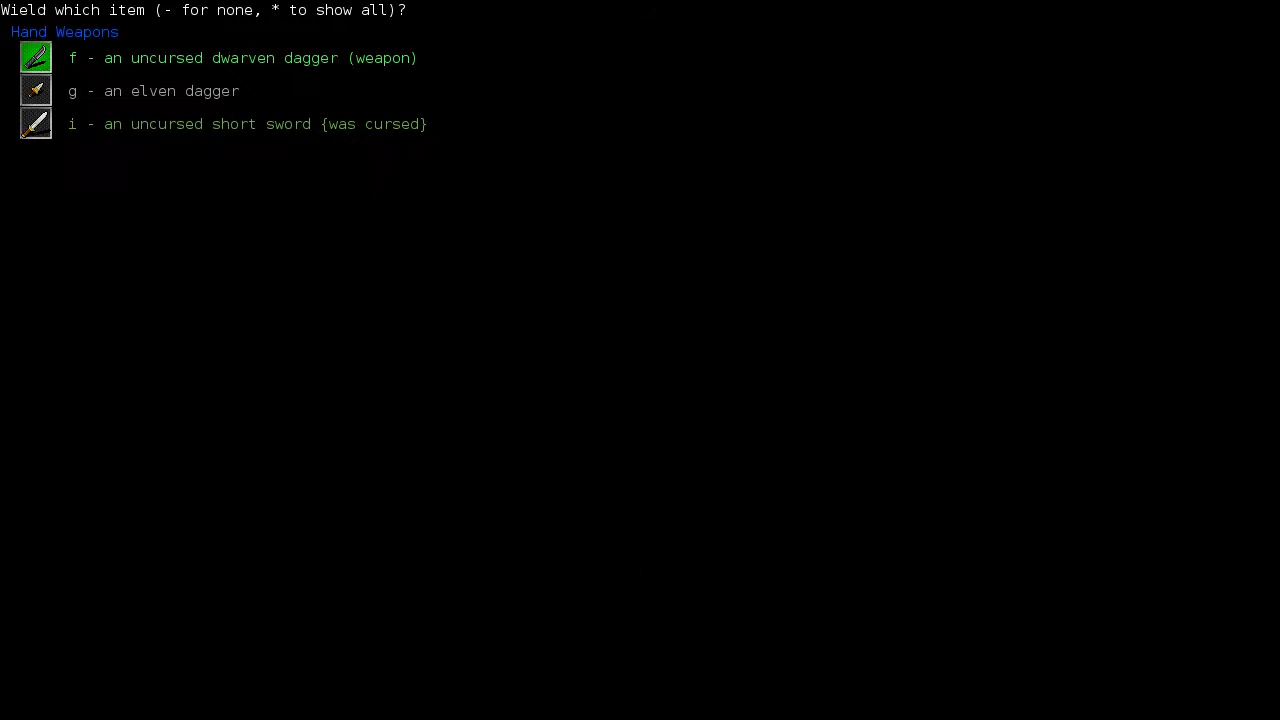 Wield which item (- for none, * to show all)?
Hand Weapons
f - an uncursed dwarven dagger (weapon)
g - an elven dagger
i - an uncursed short sword {was cursed}